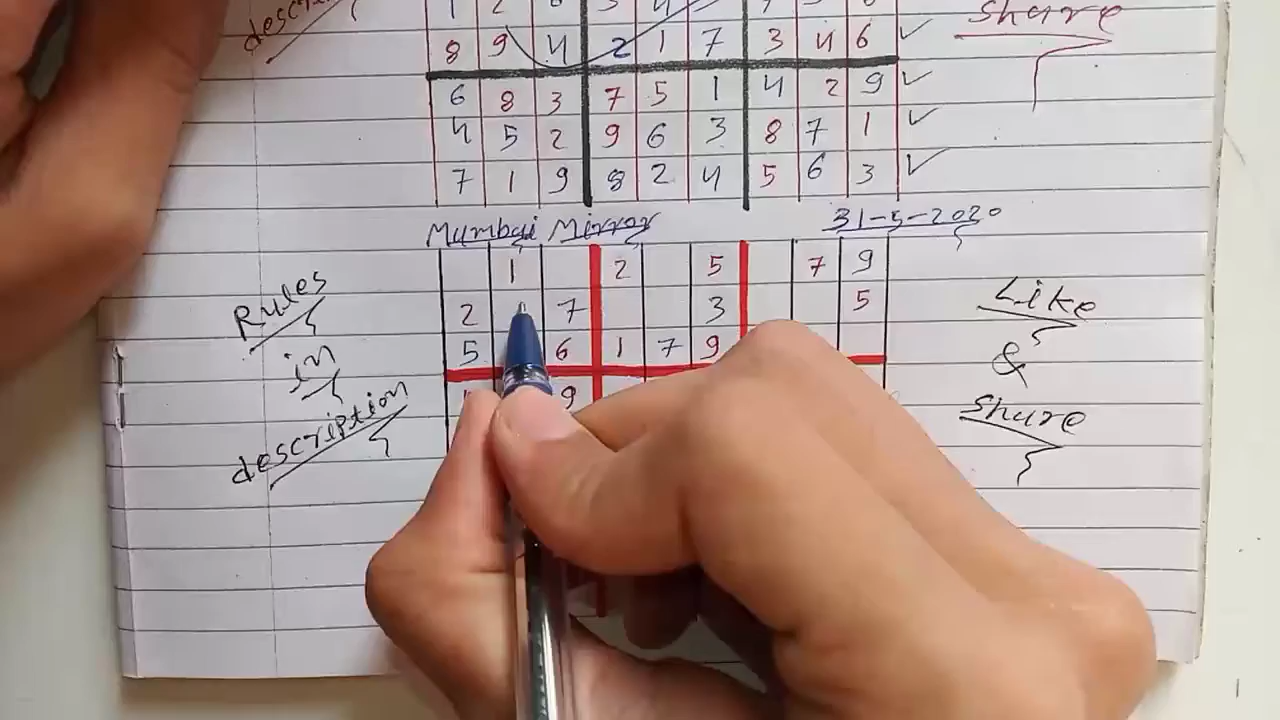 share
8 9 4 2 1 7 3 4 6 ✓
6 8 3 7 5 1 4 2 9 ✓
4 5 2 9 6 3 8 7 1 ✓
7 1 9 8 2 4 5 6 3 ✓
Mumbai Mirror 31-5-2020
1 2 5 7 9
2 7 3 5
5 6 1 7 9
9
Rules
in
description
Like
&
Share